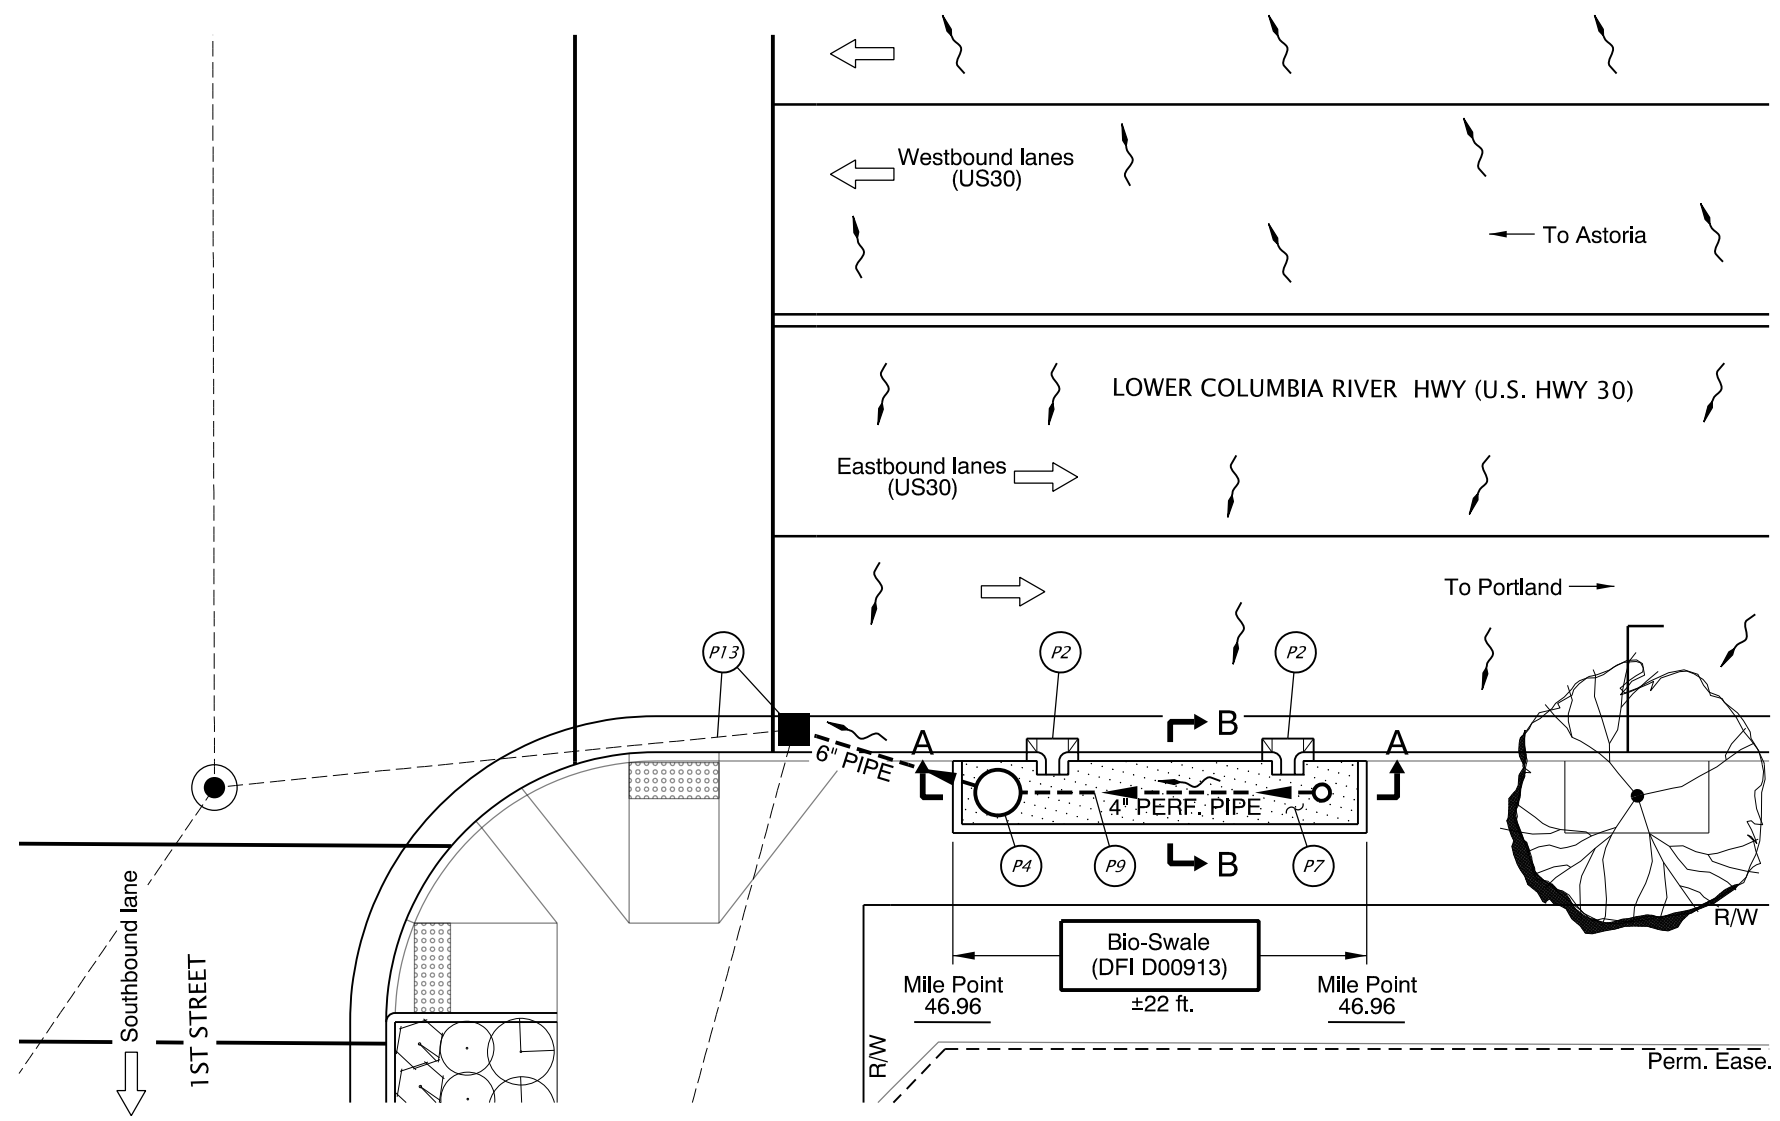 Westbound lanes
(US30)
To Astoria
LOWER COLUMBIA RIVER HWY (U.S. HWY 30)
Eastbound lanes
(US30)
To Portland
P13
P2
P2
B
A
A
6" PIPE
4" PERF. PIPE
P4
P9
B
P7
R/W
Bio-Swale
(DFI D00913)
Mile Point
46.96
±22 ft.
Mile Point
46.96
Southbound lane
1ST STREET
R/W
Perm. Ease.